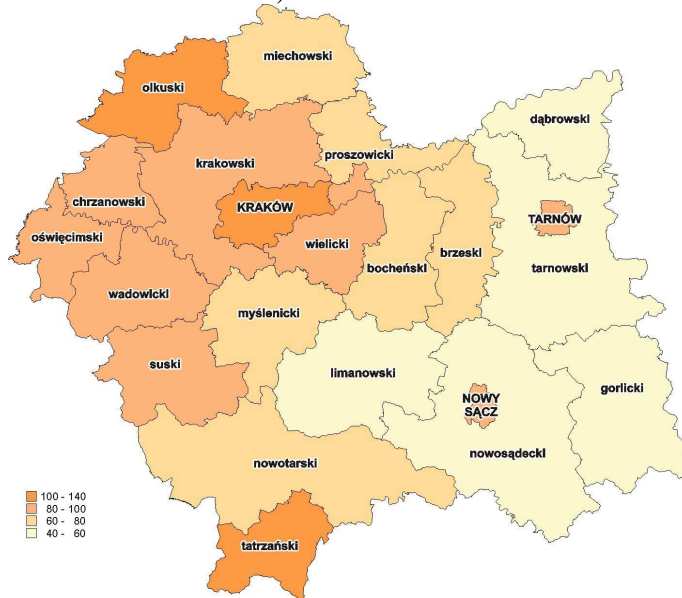 miechowski
olkuski
dąbrowski
proszowicki
krakowski
chrzanowski
KRAKÓW
TARNÓW
oświęcimski
wielicki
brzeski
bocheński
tarnowski
wadowicki
myślenicki
suski
limanowski
gorlicki
NOWY
SĄCZ
nowosądecki
nowotarski
100 - 140
80 - 100
60 - 80
40 - 60
tatrzański